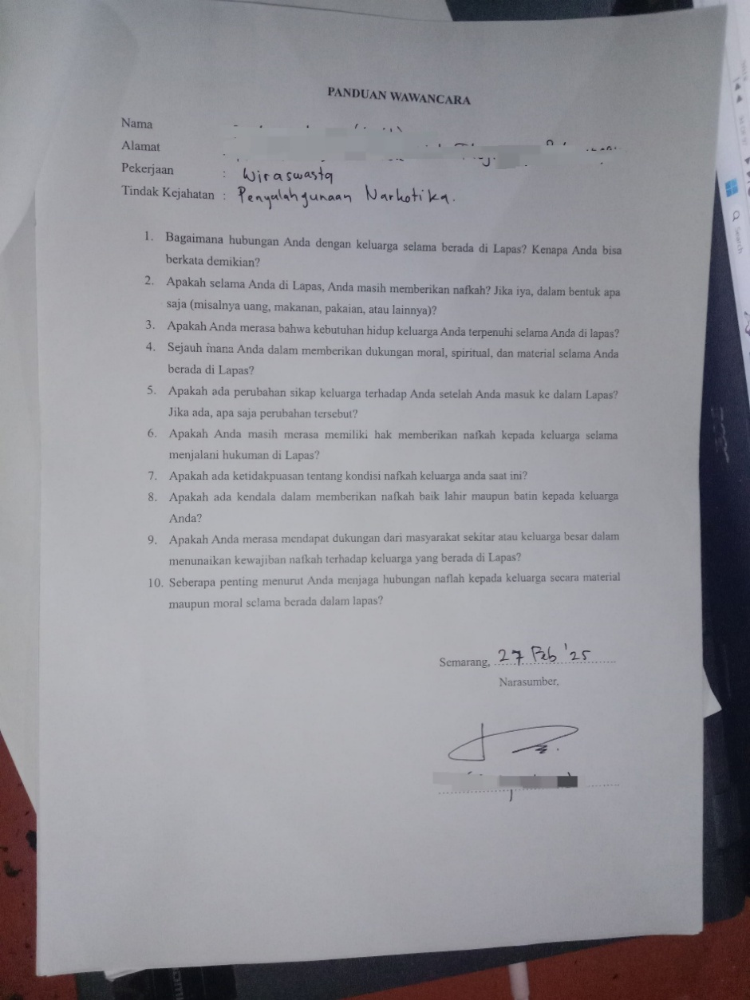 PANDUAN WAWANCARA
Nama
Alamat
Pekerjaan : Wiraswasta
Tindak Kejahatan : Penyalahgunaan Narkotika.
1. Bagaimana hubungan Anda dengan keluarga selama berada di Lapas? Kenapa Anda bisa
berkata demikian?
2. Apakah selama Anda di Lapas, Anda masih memberikan nafkah? Jika iya, dalam bentuk apa
saja (misalnya uang, makanan, pakaian, atau lainnya)?
3. Apakah Anda merasa bahwa kebutuhan hidup keluarga Anda terpenuhi selama Anda di lapas?
4. Sejauh mana Anda dalam memberikan dukungan moral, spiritual, dan material selama Anda
berada di Lapas?
5. Apakah ada perubahan sikap keluarga terhadap Anda setelah Anda masuk ke dalam Lapas?
Jika ada, apa saja perubahan tersebut?
6. Apakah Anda masih merasa memiliki hak memberikan nafkah kepada keluarga selama
menjalani hukuman di Lapas?
7. Apakah ada ketidakpuasan tentang kondisi nafkah keluarga anda saat ini?
8. Apakah ada kendala dalam memberikan nafkah baik lahir maupun batin kepada keluarga
Anda?
9. Apakah Anda merasa mendapat dukungan dari masyarakat sekitar atau keluarga besar dalam
menunaikan kewajiban nafkah terhadap keluarga yang berada di Lapas?
10. Seberapa penting menurut Anda menjaga hubungan naflah kepada keluarga secara material
maupun moral selama berada dalam lapas?
Semarang, 27 Feb '25
Narasumber,
Search